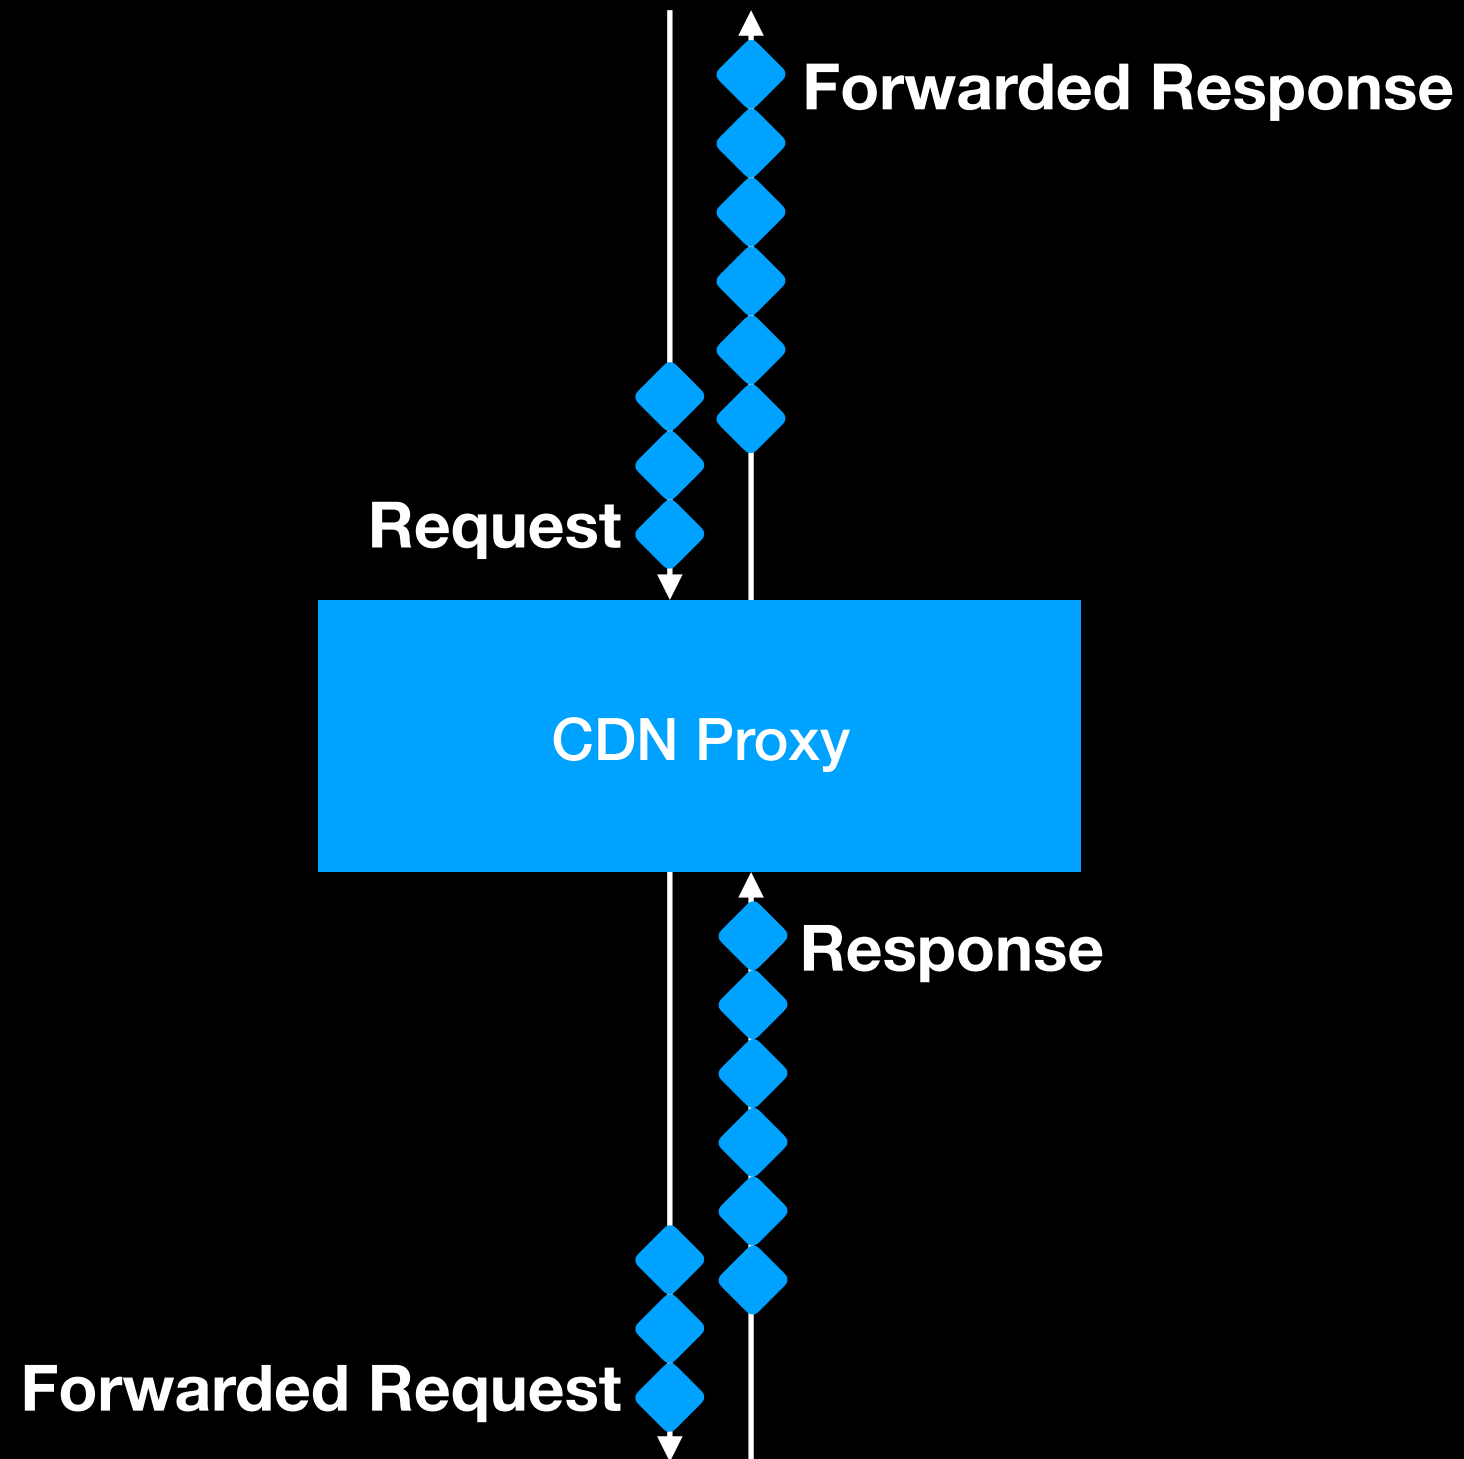 Forwarded Response
Request
CDN Proxy
Response
Forwarded Request